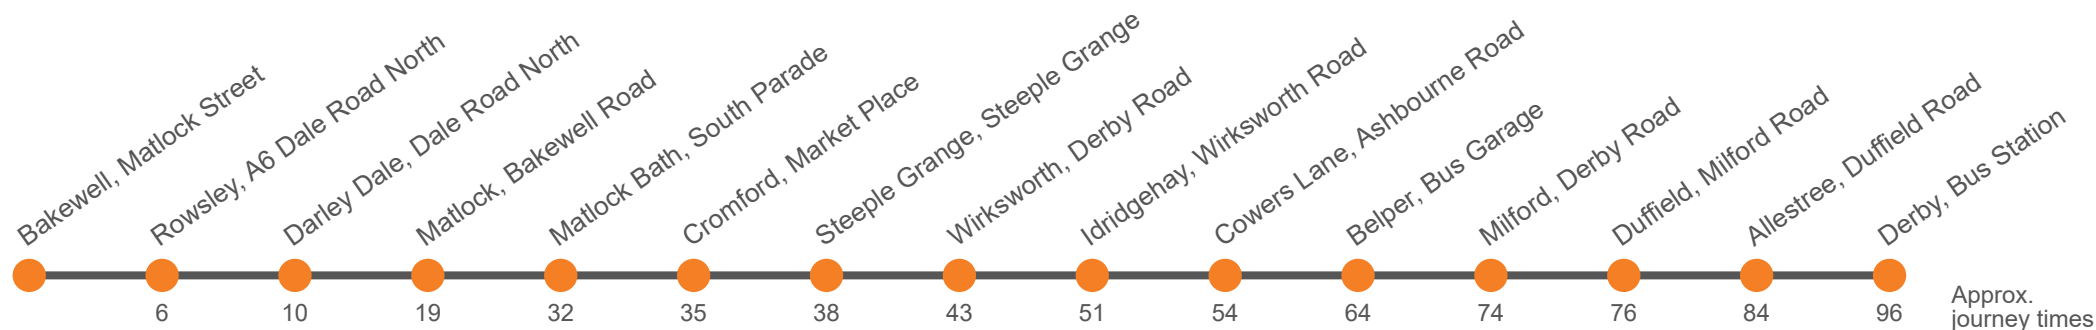 Bakewell, Matlock Street
Rowsley, A6 Dale Road North
Darley Dale, Dale Road North
Matlock, Bakewell Road
Matlock Bath, South Parade
Cromford, Market Place
Steeple Grange, Steeple Grange
Wirksworth, Derby Road
Idridgehay, Wirksworth Road
Cowers Lane, Ashbourne Road
Belper, Bus Garage
Milford, Derby Road
Duffield, Milford Road
Allestree, Duffield Road
Derby, Bus Station
6 10 19 32 35 38 43 51 54 64 74 76 84 96
Approx.
journey times